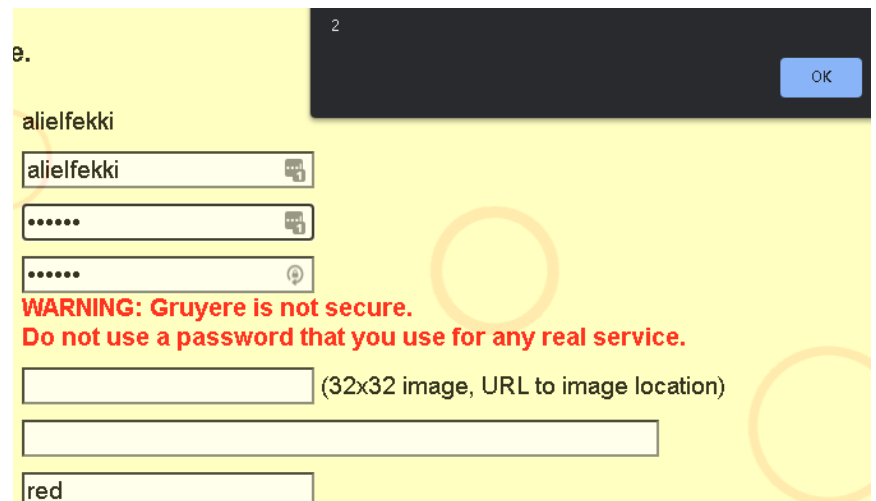 2
e.
OK
alielfekki
alielfekki
••••••
••••••
WARNING: Gruyere is not secure.
Do not use a password that you use for any real service.
(32x32 image, URL to image location)
red